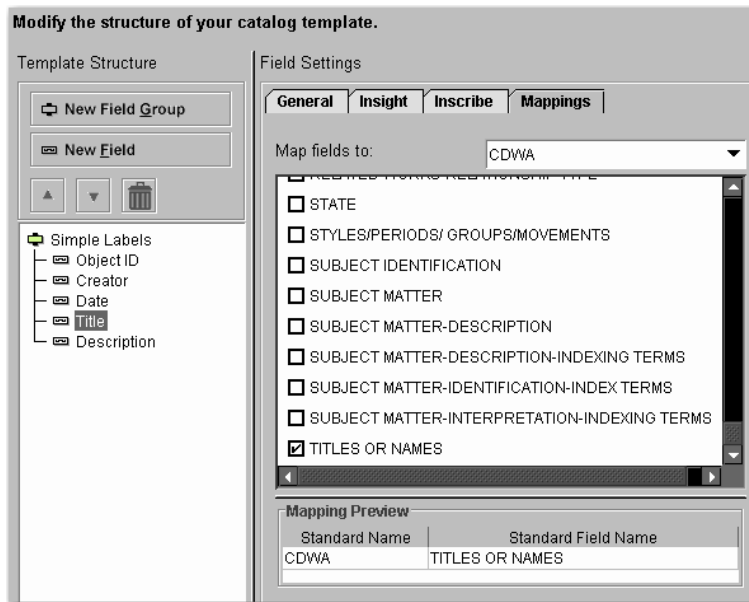 Modify the structure of your catalog template.
Template Structure
New Field Group
New Field
Simple Labels
Object ID
Creator
Date
Title
Description
Field Settings
General Insight Inscribe Mappings
Map fields to: CDWA
STATE
STYLES/PERIODS/ GROUPS/MOVEMENTS
SUBJECT IDENTIFICATION
SUBJECT MATTER
SUBJECT MATTER-DESCRIPTION
SUBJECT MATTER-DESCRIPTION-INDEXING TERMS
SUBJECT MATTER-IDENTIFICATION-INDEX TERMS
SUBJECT MATTER-INTERPRETATION-INDEXING TERMS
TITLES OR NAMES
Mapping Preview
Standard Name Standard Field Name
CDWA TITLES OR NAMES